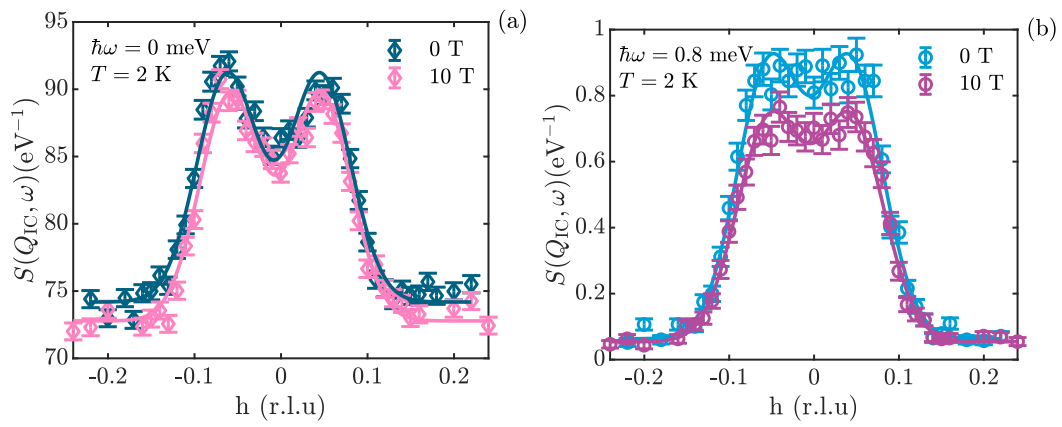 (a)
ħω = 0 meV
T = 2 K
0 T
10 T
S(Q_IC, ω)(eV⁻¹)
95
90
85
80
75
70
-0.2 -0.1 0 0.1 0.2
h (r.l.u)
(b)
ħω = 0.8 meV
T = 2 K
0 T
10 T
S(Q_IC, ω)(eV⁻¹)
1
0.8
0.6
0.4
0.2
0
-0.2 -0.1 0 0.1 0.2
h (r.l.u)